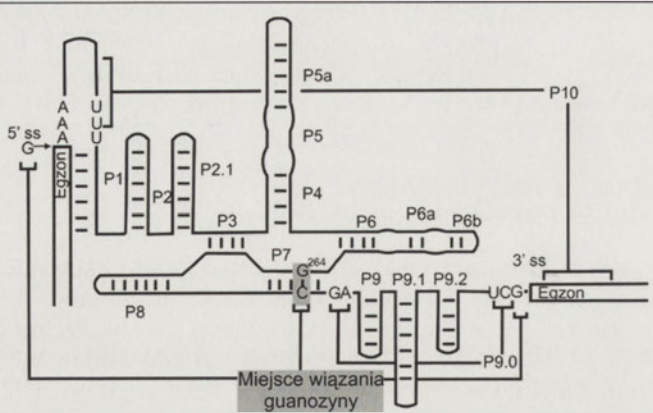 P5a
P10
A U
A U
A U
5' ss
G
Egzon
P1
P2
P2.1
P5
P4
P3
P6
P6a
P6b
P7
G264
C
P8
GA
P9
P9.1
P9.2
UCG
3' ss
Egzon
P9.0
Miejsce wiązania
guanozyny